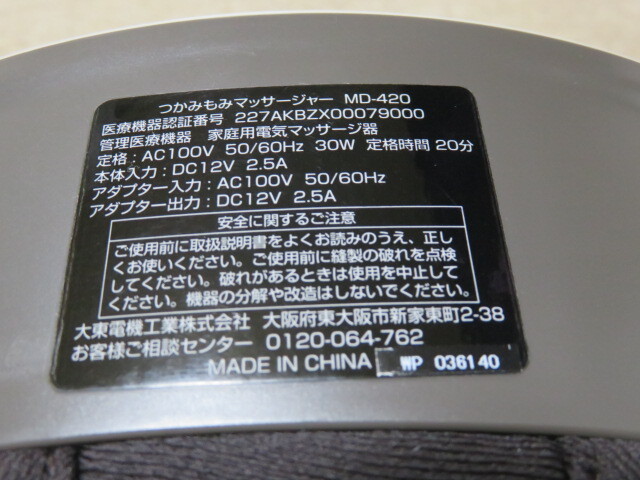 つかみもみマッサージャー MD-420
医療機器認証番号 227AKBZX00079000
管理医療機器 家庭用電気マッサージ器
定格：AC100V 50/60Hz 30W 定格時間 20分
本体入力：DC12V 2.5A
アダプター入力：AC100V 50/60Hz
アダプター出力：DC12V 2.5A
安全に関するご注意
ご使用前に取扱説明書をよくお読みのうえ、正し
くお使いください。ご使用前に縫製の破れを点検
してください。破れがあるときは使用を中止して
ください。機器の分解や改造はしないでください。
大東電機工業株式会社 大阪府東大阪市新家東町2-38
お客様ご相談センター 0120-064-762
MADE IN CHINA WP 036140